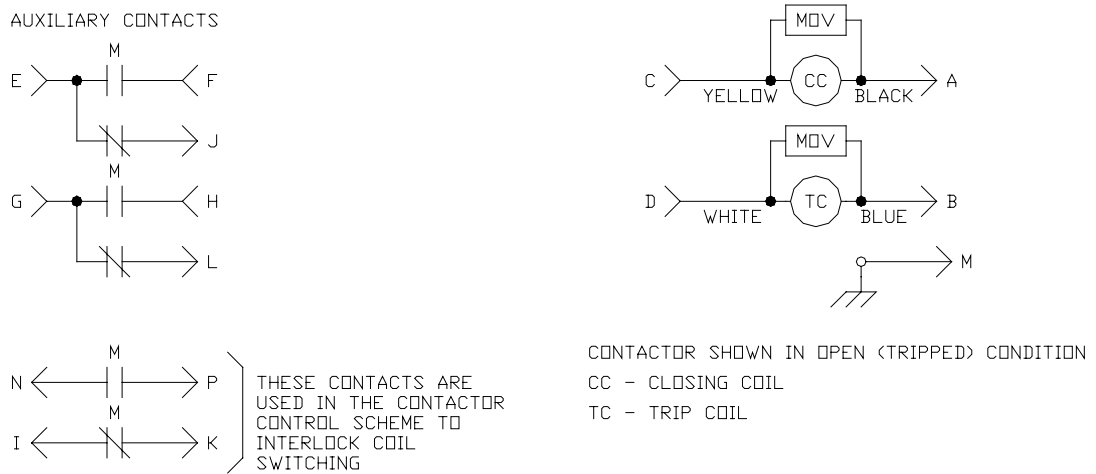 AUXILIARY CONTACTS
M
E
F
J
M
G
H
L
M
N
P
M
I
K
THESE CONTACTS ARE
USED IN THE CONTACTOR
CONTROL SCHEME TO
INTERLOCK COIL
SWITCHING
MOV
C
CC
A
YELLOW
BLACK
MOV
D
TC
B
WHITE
BLUE
M
CONTACTOR SHOWN IN OPEN (TRIPPED) CONDITION
CC - CLOSING COIL
TC - TRIP COIL